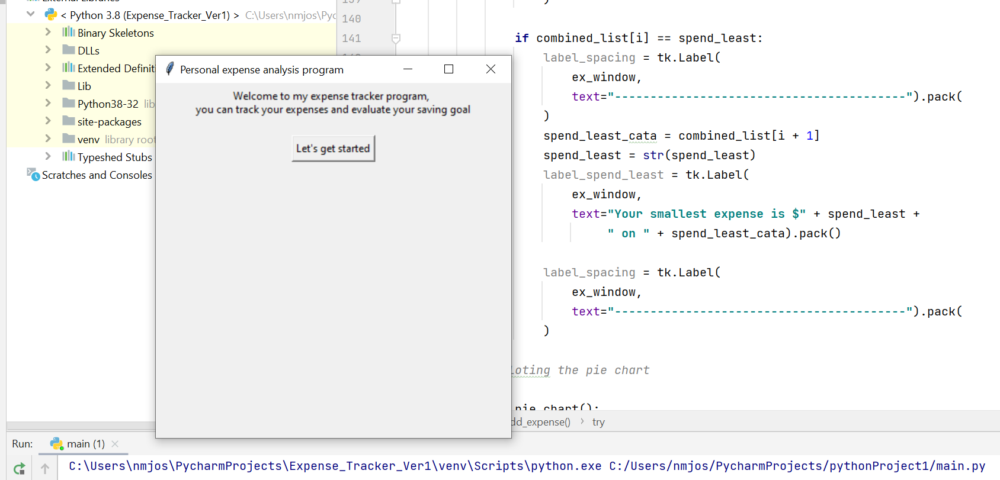 External Libraries
< Python 3.8 (Expense_Tracker_Ver1) > C:\Users\nmjos\Pyc
Binary Skeletons
DLLs
Extended Definiti
Lib
Python38-32 lib
site-packages
venv library root
Typeshed Stubs
Scratches and Consoles
Personal expense analysis program
Welcome to my expense tracker program,
you can track your expenses and evaluate your saving goal
Let's get started
139
)
140
141
if combined_list[i] == spend_least:
label_spacing = tk.Label(
ex_window,
text="-----------------------------------------").pack(
)
spend_least_cata = combined_list[i + 1]
spend_least = str(spend_least)
label_spend_least = tk.Label(
ex_window,
text="Your smallest expense is $" + spend_least +
" on " + spend_least_cata).pack()
label_spacing = tk.Label(
ex_window,
text="-----------------------------------------").pack(
)
loting the pie chart
pie_chart():
dd_expense() › try
Run: main (1)
C:\Users\nmjos\PycharmProjects\Expense_Tracker_Ver1\venv\Scripts\python.exe C:/Users/nmjos/PycharmProjects/pythonProject1/main.py